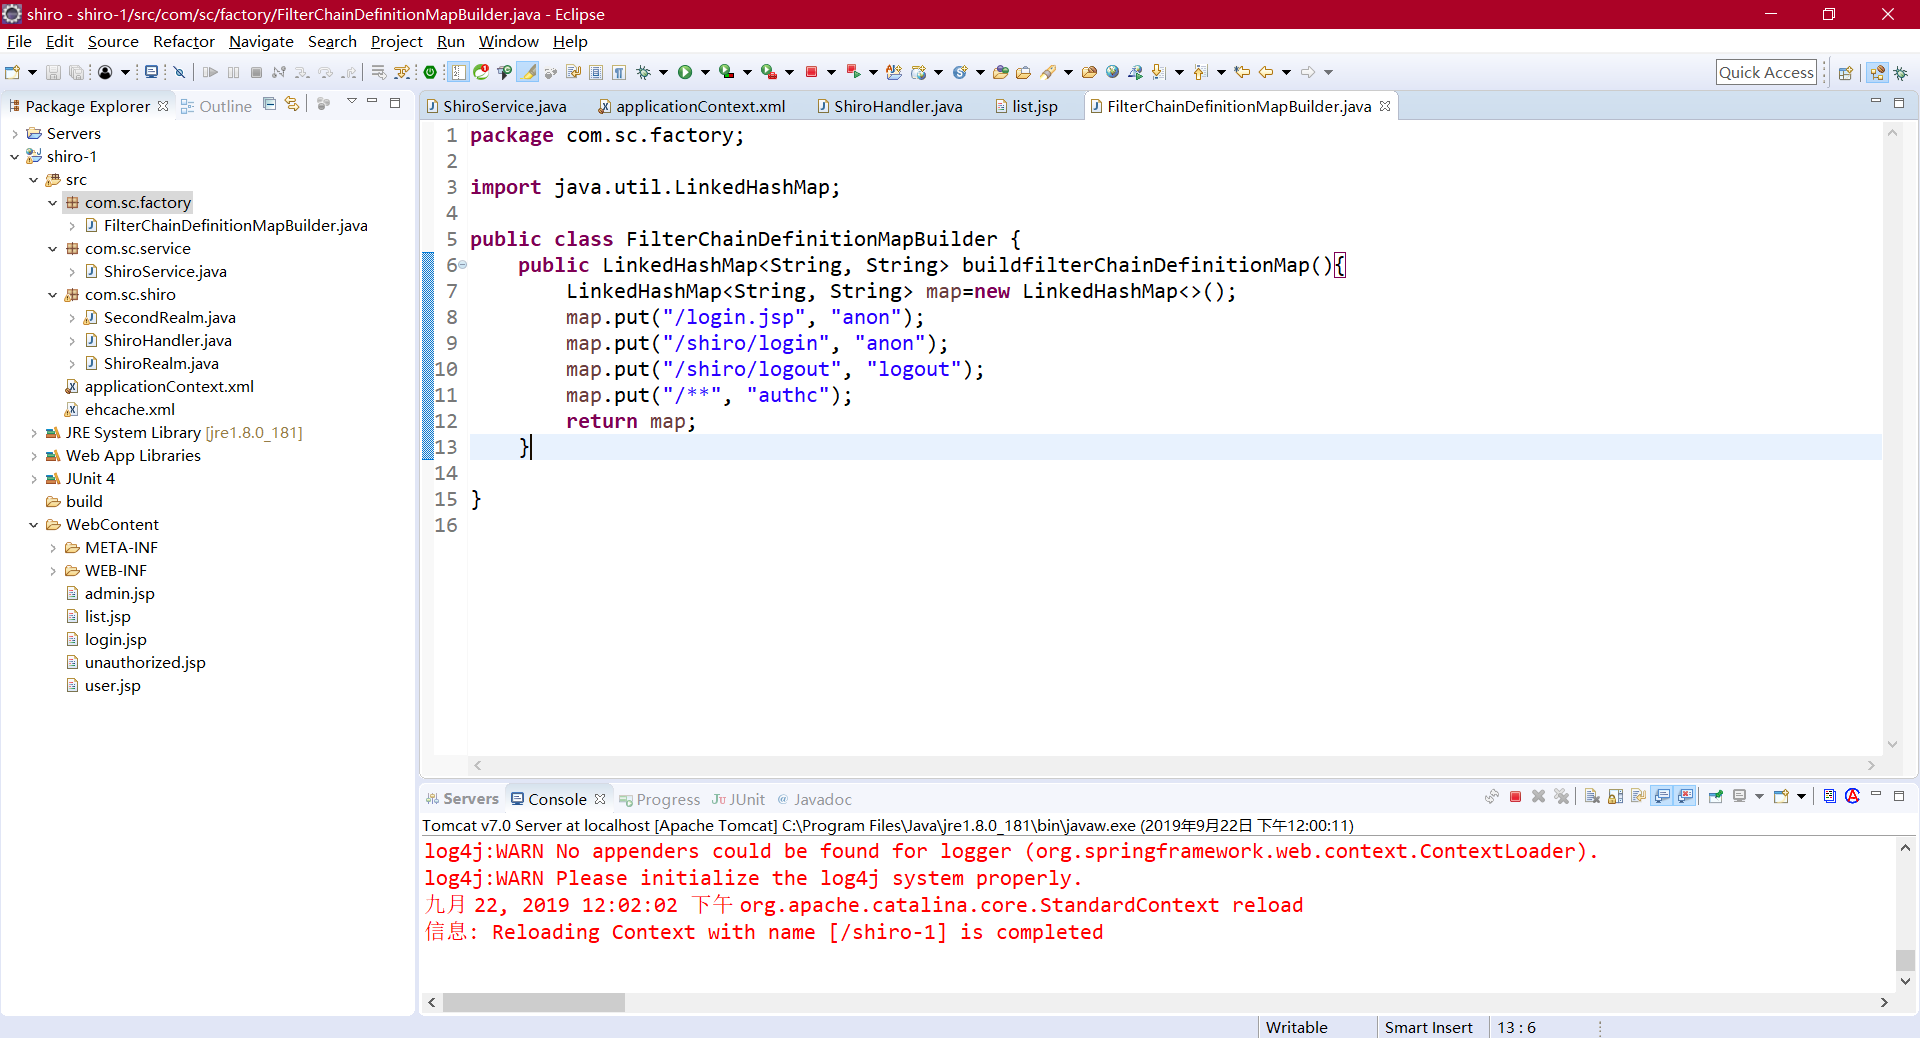 shiro - shiro-1/src/com/sc/factory/FilterChainDefinitionMapBuilder.java - Eclipse
File Edit Source Refactor Navigate Search Project Run Window Help
Quick Access
Package Explorer Outline
Servers
shiro-1
src
com.sc.factory
FilterChainDefinitionMapBuilder.java
com.sc.service
ShiroService.java
com.sc.shiro
SecondRealm.java
ShiroHandler.java
ShiroRealm.java
applicationContext.xml
ehcache.xml
JRE System Library [jre1.8.0_181]
Web App Libraries
JUnit 4
build
WebContent
META-INF
WEB-INF
admin.jsp
list.jsp
login.jsp
unauthorized.jsp
user.jsp
ShiroService.java applicationContext.xml ShiroHandler.java list.jsp FilterChainDefinitionMapBuilder.java
1 package com.sc.factory;
2
3 import java.util.LinkedHashMap;
4
5 public class FilterChainDefinitionMapBuilder {
6 public LinkedHashMap<String, String> buildfilterChainDefinitionMap(){
7 LinkedHashMap<String, String> map=new LinkedHashMap<>();
8 map.put("/login.jsp", "anon");
9 map.put("/shiro/login", "anon");
10 map.put("/shiro/logout", "logout");
11 map.put("/**", "authc");
12 return map;
13 }
14
15 }
16
Servers Console Progress JUnit @ Javadoc
Tomcat v7.0 Server at localhost [Apache Tomcat] C:\Program Files\Java\jre1.8.0_181\bin\javaw.exe (2019年9月22日 下午12:00:11)
log4j:WARN No appenders could be found for logger (org.springframework.web.context.ContextLoader).
log4j:WARN Please initialize the log4j system properly.
九月 22, 2019 12:02:02 下午 org.apache.catalina.core.StandardContext reload
信息: Reloading Context with name [/shiro-1] is completed
Writable Smart Insert 13 : 6